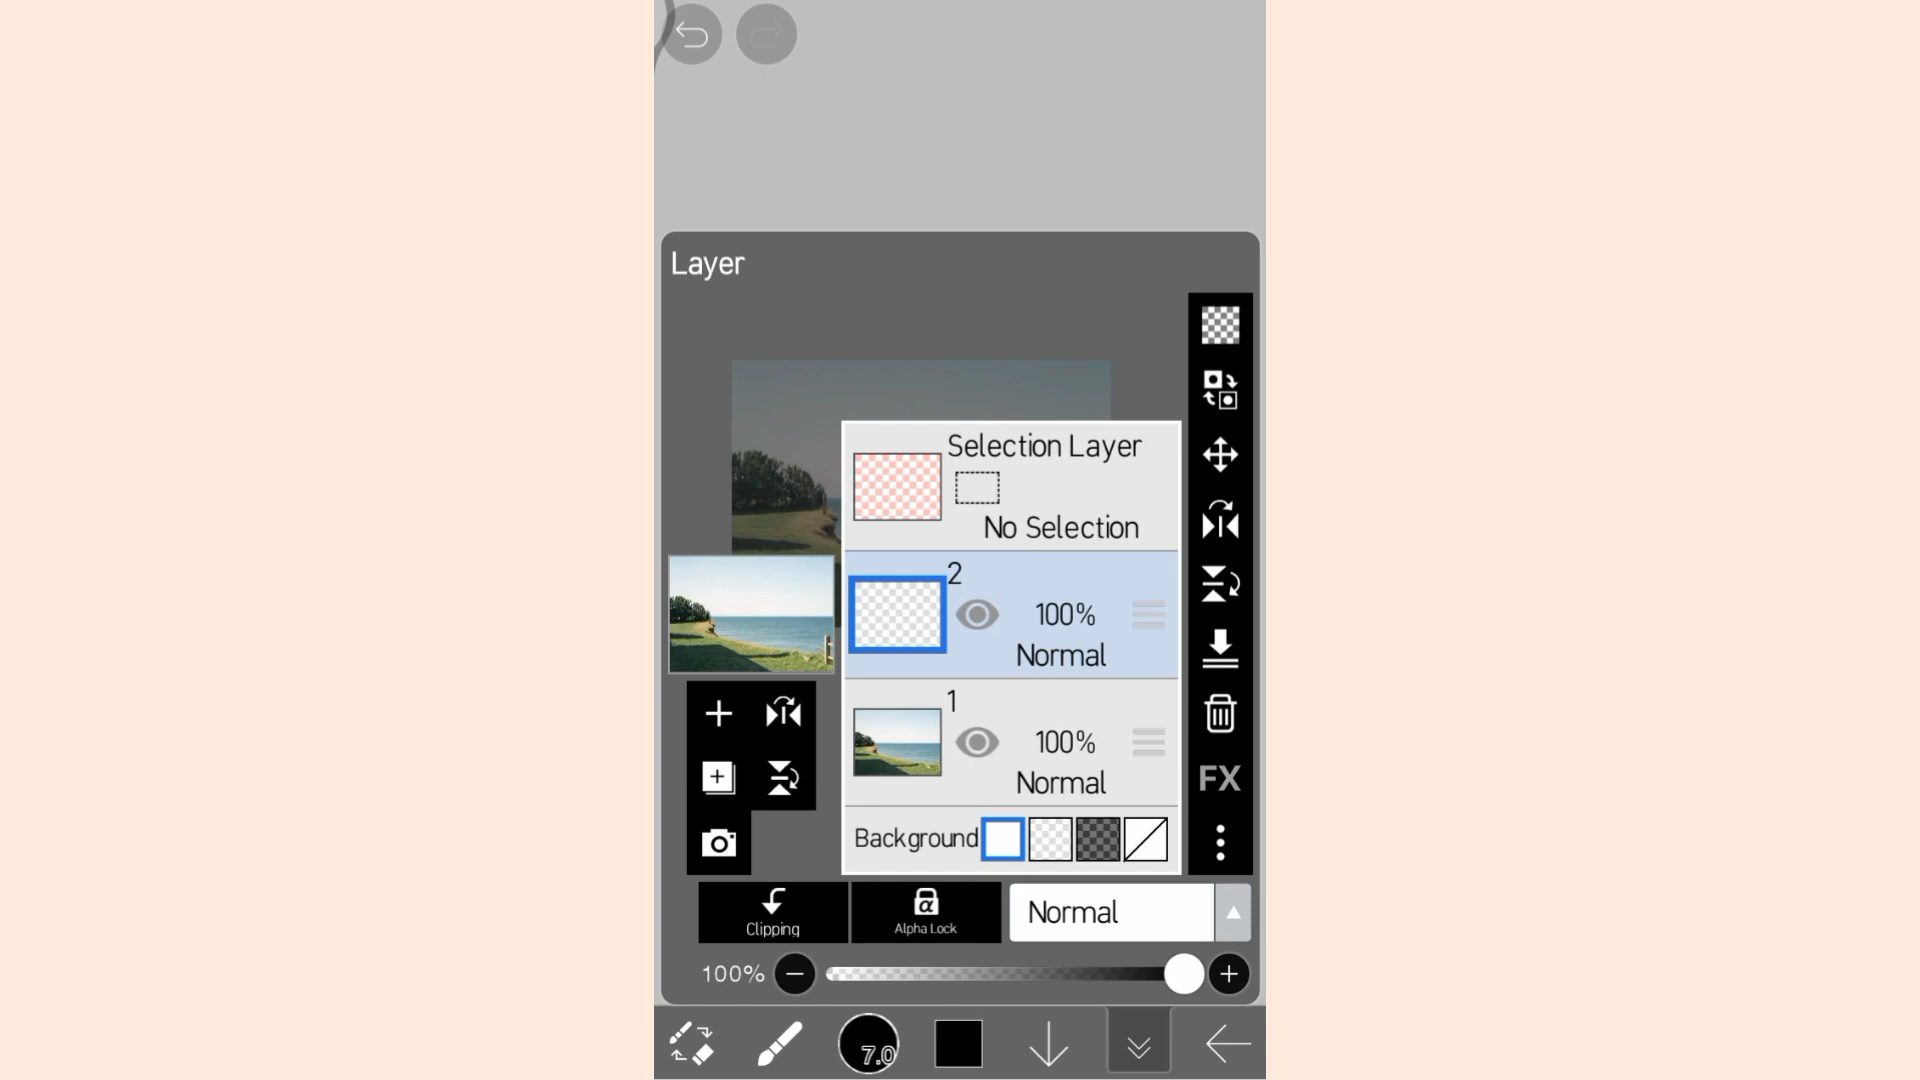 Layer
Selection Layer
No Selection
2
100%
Normal
1
100%
Normal
Background
FX
Clipping
α
Alpha Lock
Normal
100%
7.0